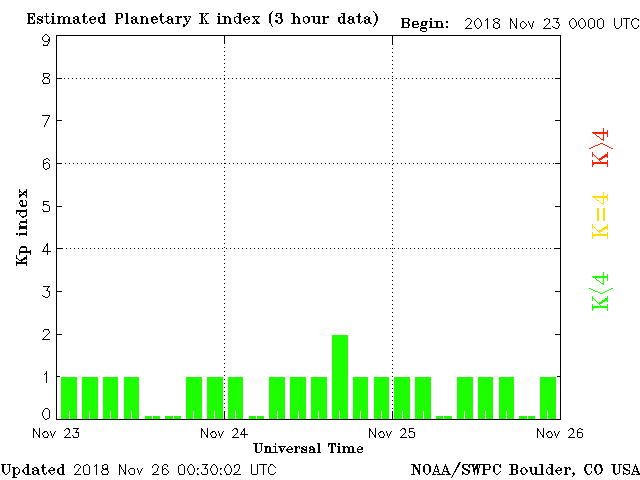 Estimated Planetary K index (3 hour data)
Begin: 2018 Nov 23 0000 UTC
9
8
7
6
5
4
3
2
1
0
Kp index
K>4
K=4
K<4
Nov 23
Nov 24
Nov 25
Nov 26
Universal Time
Updated 2018 Nov 26 00:30:02 UTC
NOAA/SWPC Boulder, CO USA